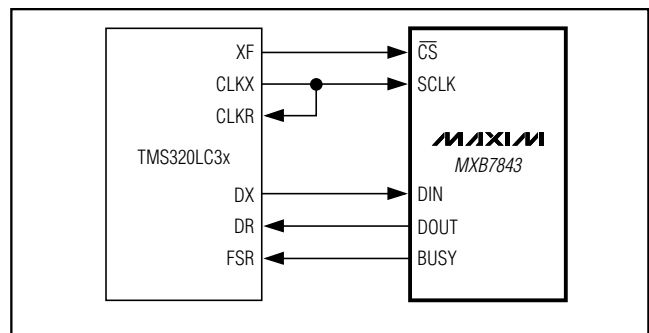 XF
CLKX
CLKR
TMS320LC3x
DX
DR
FSR
CS
SCLK
MAXIM
MXB7843
DIN
DOUT
BUSY